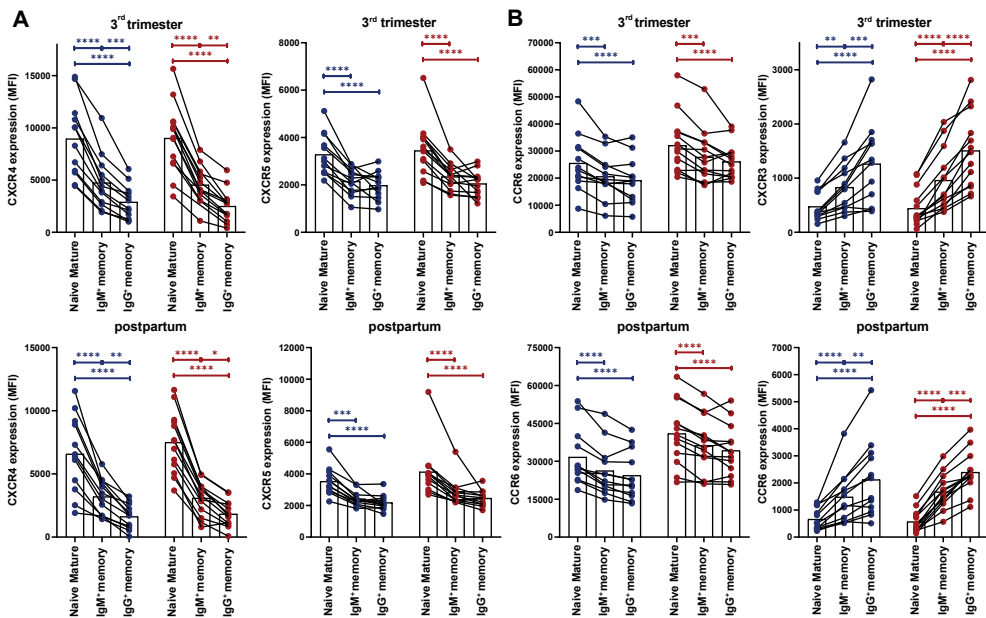 A
B
3rd trimester
**** ***
****
**** **
****
CXCR4 expression (MFI)
15000
10000
5000
0
Naive Mature
IgM+ memory
IgG+ memory
Naive Mature
IgM+ memory
IgG+ memory
3rd trimester
****
****
****
****
CXCR5 expression (MFI)
8000
6000
4000
2000
0
Naive Mature
IgM+ memory
IgG+ memory
Naive Mature
IgM+ memory
IgG+ memory
3rd trimester
***
****
***
****
CCR6 expression (MFI)
70000
60000
50000
40000
30000
20000
10000
0
Naive Mature
IgM+ memory
IgG+ memory
Naive Mature
IgM+ memory
IgG+ memory
3rd trimester
** ***
****
**** ****
****
CXCR3 expression (MFI)
3000
2000
1000
0
Naive Mature
IgM+ memory
IgG+ memory
Naive Mature
IgM+ memory
IgG+ memory
postpartum
**** **
****
**** *
****
CXCR4 expression (MFI)
15000
10000
5000
0
Naive Mature
IgM+ memory
IgG+ memory
Naive Mature
IgM+ memory
IgG+ memory
postpartum
***
****
****
****
CXCR5 expression (MFI)
12000
10000
8000
6000
4000
2000
0
Naive Mature
IgM+ memory
IgG+ memory
Naive Mature
IgM+ memory
IgG+ memory
postpartum
****
****
****
****
CCR6 expression (MFI)
75000
60000
45000
30000
15000
0
Naive Mature
IgM+ memory
IgG+ memory
Naive Mature
IgM+ memory
IgG+ memory
postpartum
**** **
****
**** ***
****
CCR6 expression (MFI)
7000
6000
5000
4000
3000
2000
1000
0
Naive Mature
IgM+ memory
IgG+ memory
Naive Mature
IgM+ memory
IgG+ memory